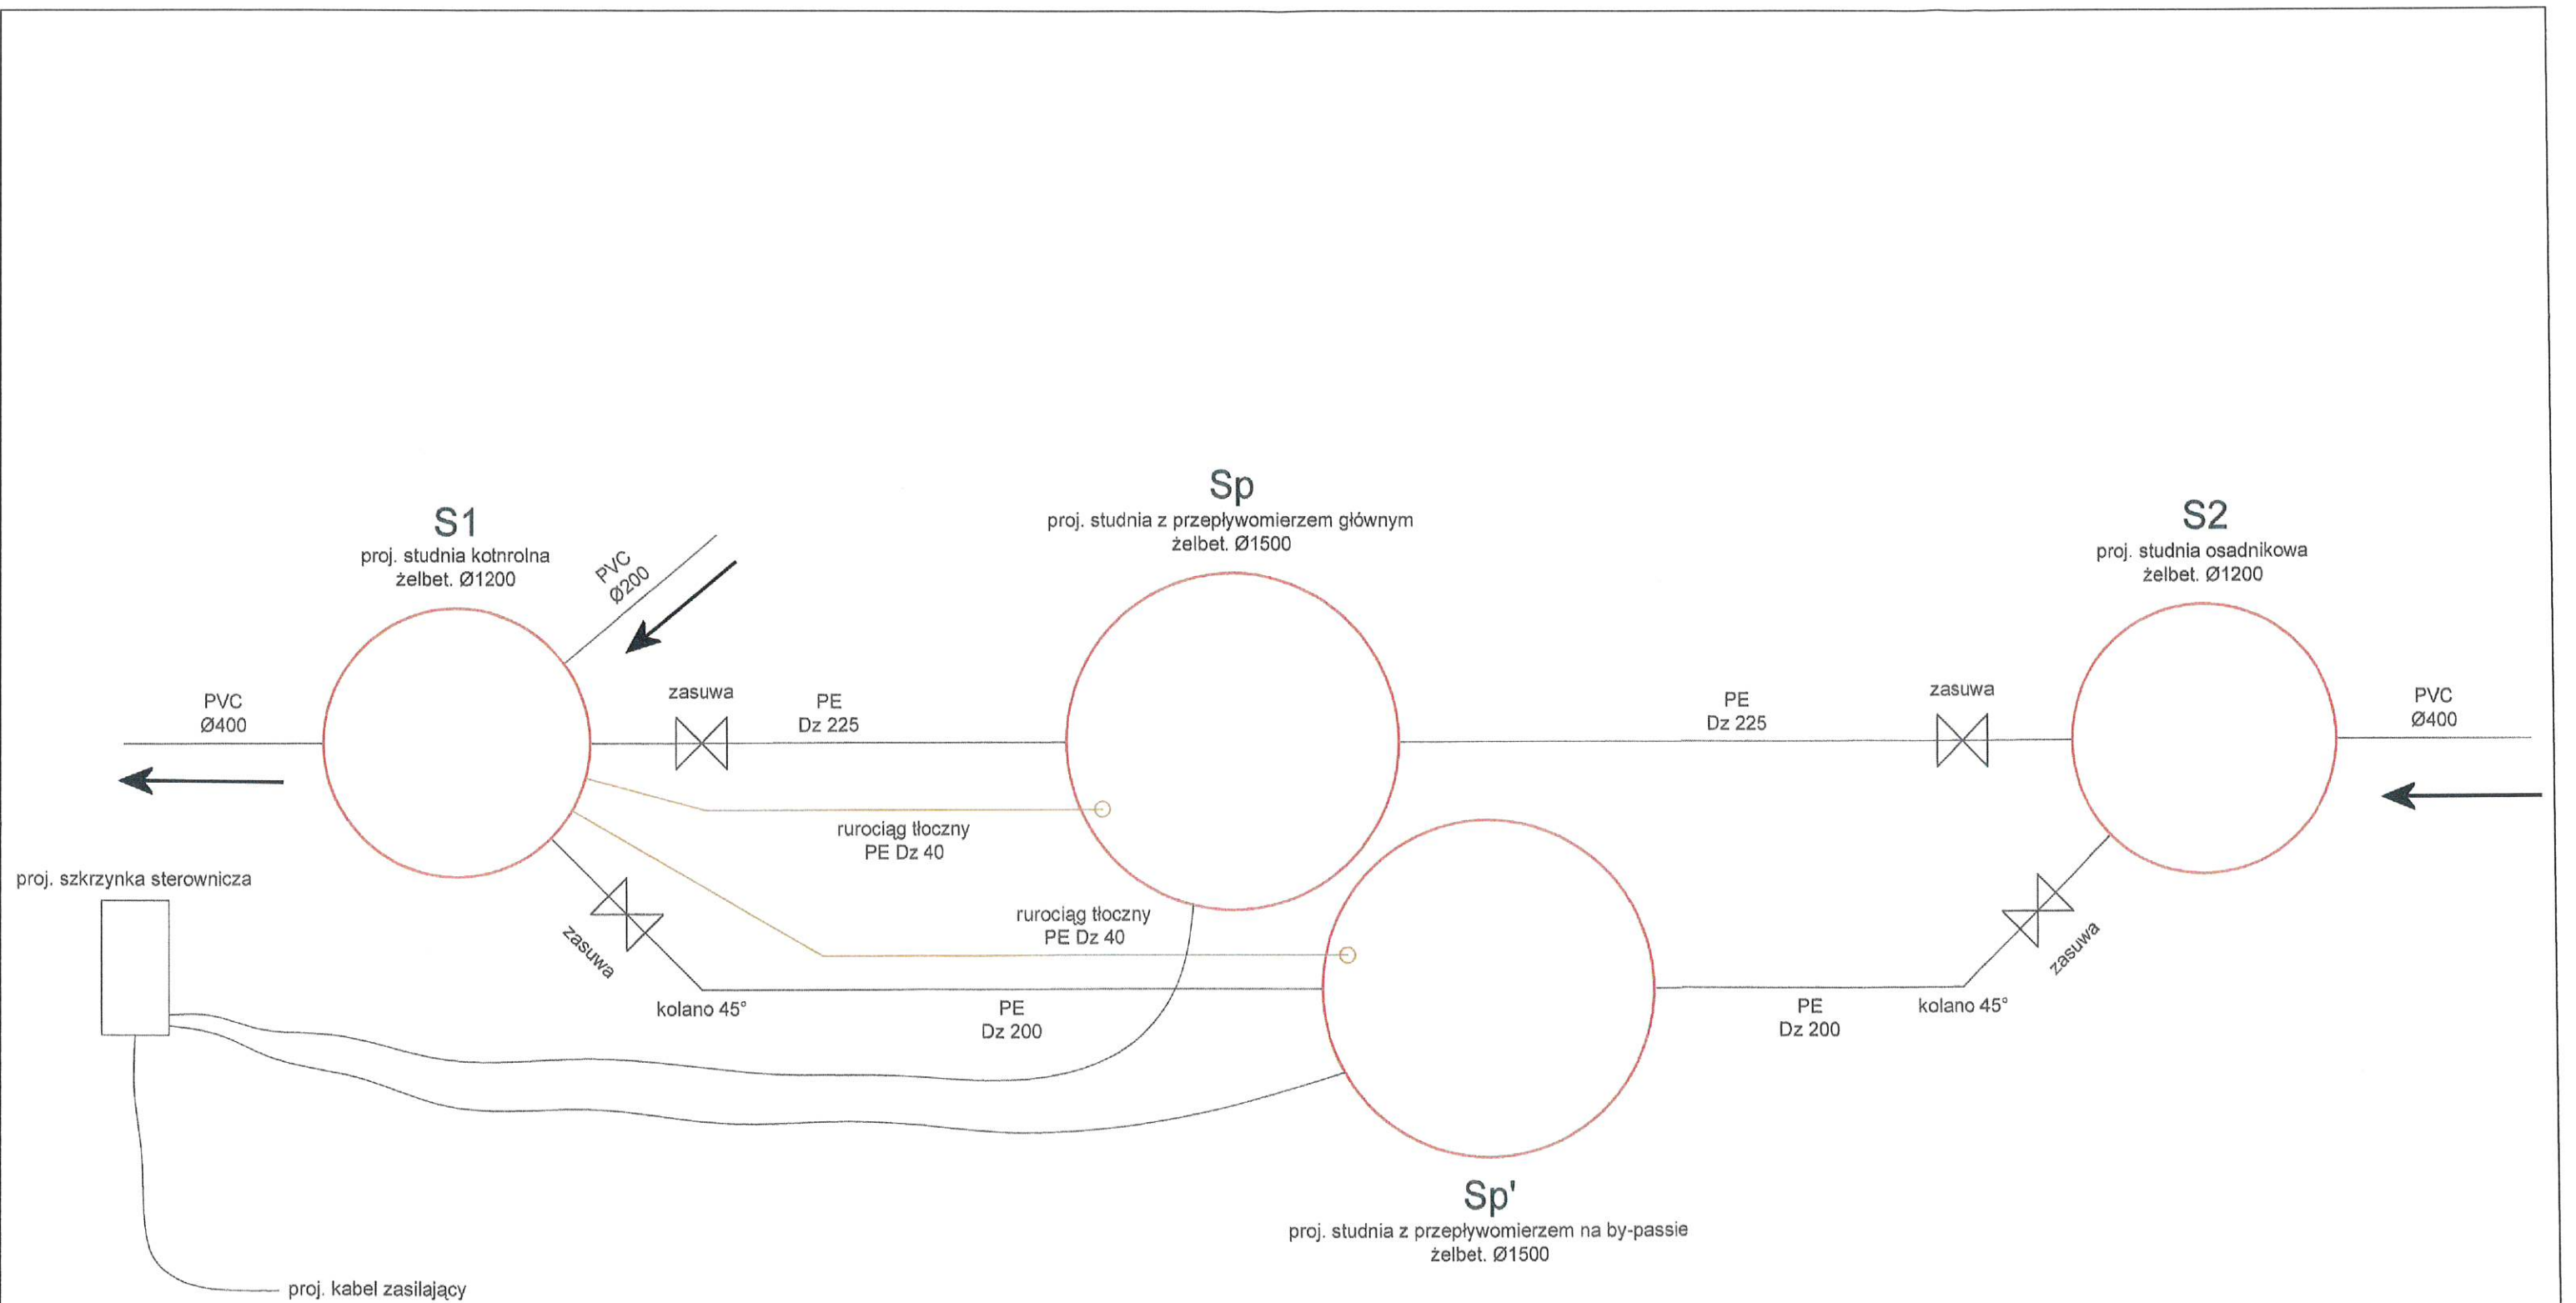 Sp
proj. studnia z przepływomierzem głównym
żelbet. Ø1500
S1
proj. studnia kotnrolna
żelbet. Ø1200
S2
proj. studnia osadnikowa
żelbet. Ø1200
PVC
Ø200
PVC
Ø400
zasuwa
PE
Dz 225
PE
Dz 225
zasuwa
PVC
Ø400
rurociąg tłoczny
PE Dz 40
proj. szkrzynka sterownicza
rurociąg tłoczny
PE Dz 40
zasuwa
zasuwa
kolano 45°
PE
Dz 200
PE
Dz 200
kolano 45°
Sp'
proj. studnia z przepływomierzem na by-passie
żelbet. Ø1500
proj. kabel zasilający